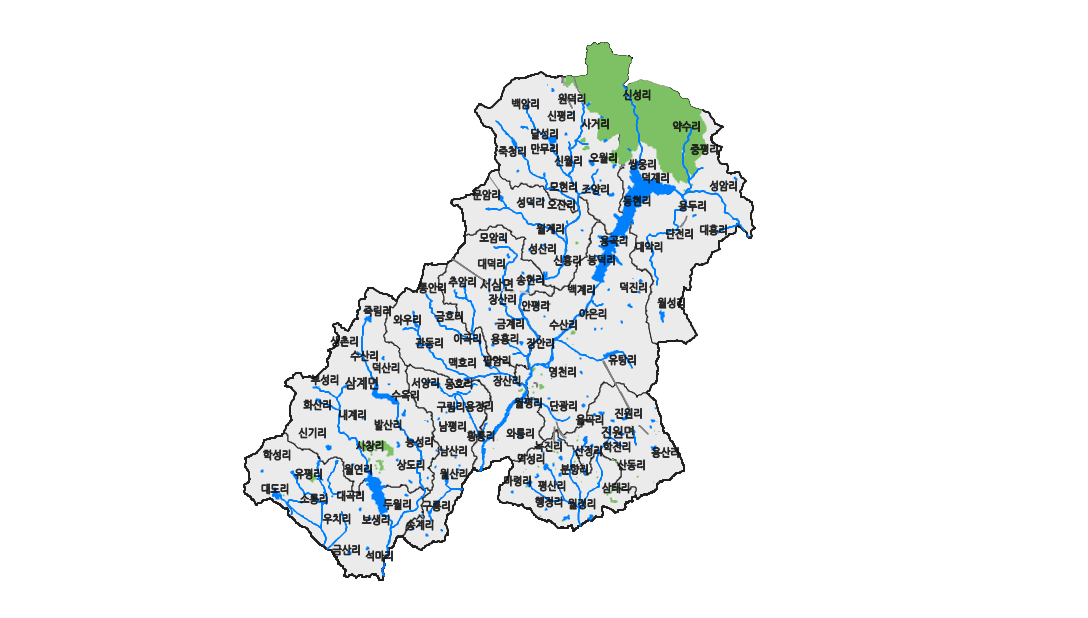 신성리
원덕리
백암리
신평리
사거리
약수리
달성리
만무리
죽청리
중평리
신월리
오월리
쌍웅리
덕재리
모현리
조양리
성암리
문암리
성덕리
오산리
동현리
용두리
월계리
단전리
대흥리
모암리
성산리
용곡리
대악리
대덕리
신흥리
봉덕리
통안리
추암리
서삼면
송현리
백계리
덕진리
장산리
안평리
월성리
죽림리
와우리
금호리
야은리
금계리
수산리
생촌리
관동리
야곡리
용흥리
장안리
수산리
덕산리
맥호리
필암리
유탕리
영천리
부성리
삼계면
서양리
용호리
장산리
수옥리
화산리
내계리
구림리
용정리
월평리
단광리
진원리
발산리
율곡리
신기리
남평리
황룡리
와룡리
진원면
사창리
능성리
남산리
녹진리
선정리
학전리
용산리
학성리
상도리
외성리
분향리
산동리
유평리
월연리
월산리
마령리
평산리
대도리
소룡리
대곡리
삼태리
두월리
구룡리
행정리
월정리
우치리
보생리
송계리
금산리
석마리